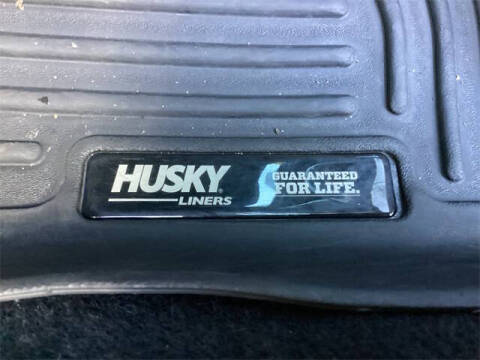 HUSKY®
LINERS
GUARANTEED
FOR LIFE.